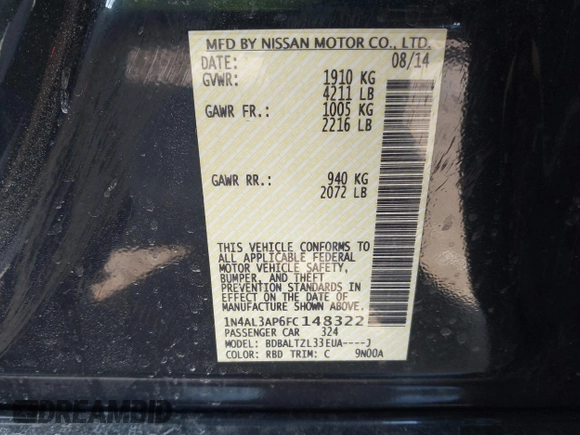 MFD BY NISSAN MOTOR CO., LTD.
DATE: 08/14
GVWR: 1910 KG
4211 LB
GAWR FR.: 1005 KG
2216 LB
GAWR RR.: 940 KG
2072 LB
THIS VEHICLE CONFORMS TO
ALL APPLICABLE FEDERAL
MOTOR VEHICLE SAFETY,
BUMPER, AND THEFT
PREVENTION STANDARDS
IN EFFECT ON THE DATE OF
MANUFACTURE SHOWN ABOVE.
1N4AL3AP6FC148322
PASSENGER CAR 324
MODEL: BDBALTZL33EUA----J
COLOR: RBD TRIM: C 9N00A
DREAMBID